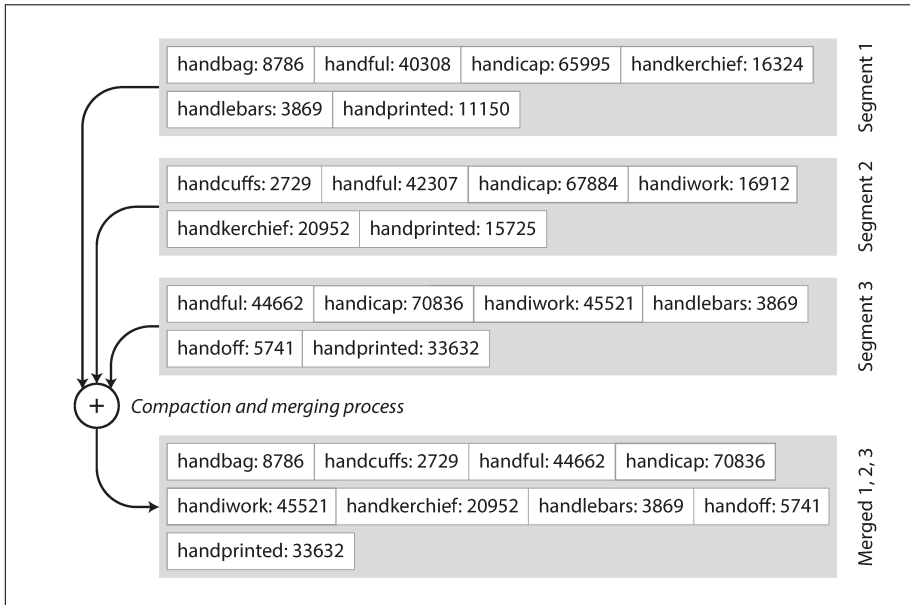 handbag: 8786 handful: 40308 handicap: 65995 handkerchief: 16324
handlebars: 3869 handprinted: 11150
Segment 1
handcuffs: 2729 handful: 42307 handicap: 67884 handiwork: 16912
handkerchief: 20952 handprinted: 15725
Segment 2
handful: 44662 handicap: 70836 handiwork: 45521 handlebars: 3869
handoff: 5741 handprinted: 33632
Segment 3
+ Compaction and merging process
handbag: 8786 handcuffs: 2729 handful: 44662 handicap: 70836
handiwork: 45521 handkerchief: 20952 handlebars: 3869 handoff: 5741
handprinted: 33632
Merged 1, 2, 3